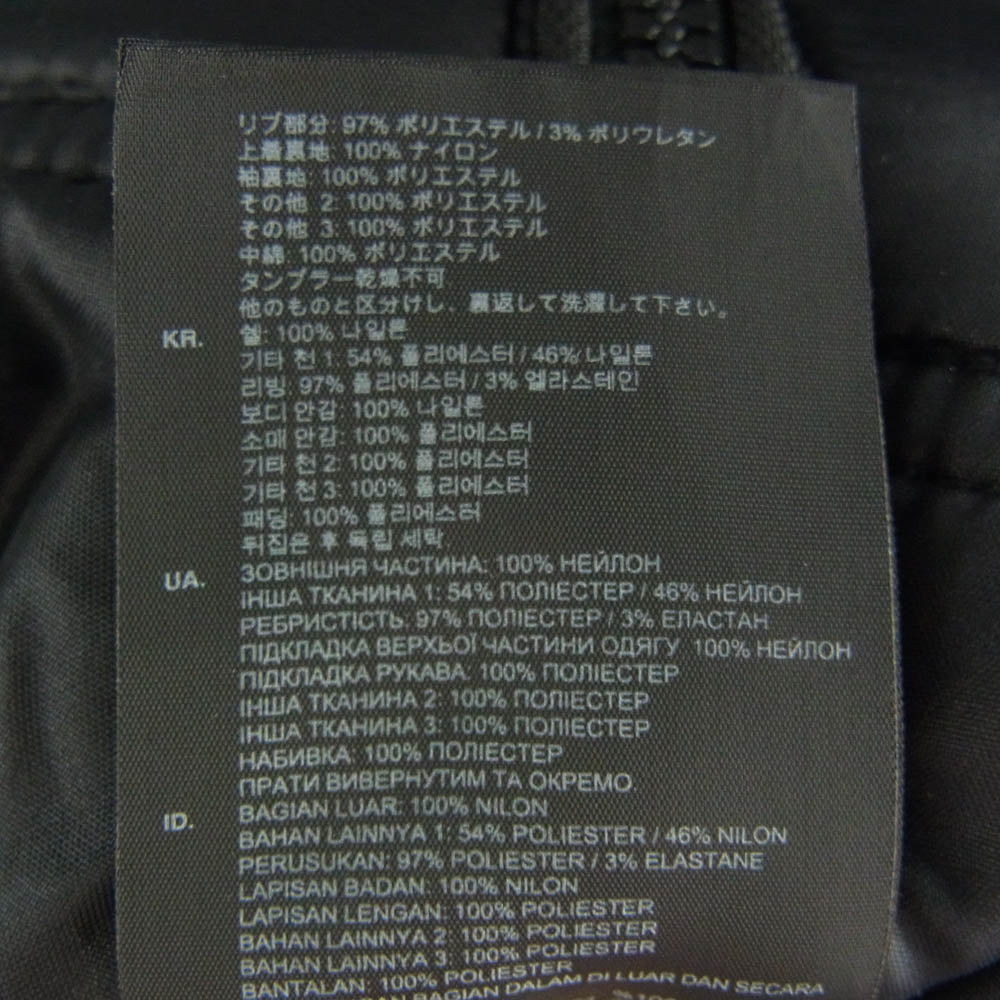 リブ部分: 97% ポリエステル / 3% ポリウレタン
上着裏地: 100% ナイロン
袖裏地: 100% ポリエステル
その他 2: 100% ポリエステル
その他 3: 100% ポリエステル
中綿: 100% ポリエステル
タンブラー乾燥不可
他のものと区分けし、裏返して洗濯して下さい。
KR. 쉘: 100% 나일론
기타 천 1: 54% 폴리에스터 / 46% 나일론
리빙: 97% 폴리에스터 / 3% 엘라스테인
보디 안감: 100% 나일론
소매 안감: 100% 폴리에스터
기타 천 2: 100% 폴리에스터
기타 천 3: 100% 폴리에스터
패딩: 100% 폴리에스터
뒤집은 후 독립 세탁
UA. ЗОВНІШНЯ ЧАСТИНА: 100% НЕЙЛОН
ІНША ТКАНИНА 1: 54% ПОЛІЕСТЕР / 46% НЕЙЛОН
РЕБРИСТІСТЬ: 97% ПОЛІЕСТЕР / 3% ЕЛАСТАН
ПІДКЛАДКА ВЕРХЬОЇ ЧАСТИНИ ОДЯГУ 100% НЕЙЛОН
ПІДКЛАДКА РУКАВА: 100% ПОЛІЕСТЕР
ІНША ТКАНИНА 2: 100% ПОЛІЕСТЕР
ІНША ТКАНИНА 3: 100% ПОЛІЕСТЕР
НАБИВКА: 100% ПОЛІЕСТЕР
ПРАТИ ВИВЕРНУТИМ ТА ОКРЕМО.
ID. BAGIAN LUAR: 100% NILON
BAHAN LAINNYA 1: 54% POLIESTER / 46% NILON
PERUSUKAN: 97% POLIESTER / 3% ELASTANE
LAPISAN BADAN: 100% NILON
LAPISAN LENGAN: 100% POLIESTER
BAHAN LAINNYA 2: 100% POLIESTER
BAHAN LAINNYA 3: 100% POLIESTER
BANTALAN: 100% POLIESTER
BAGIAN DALAM DI LUAR DAN SECARA